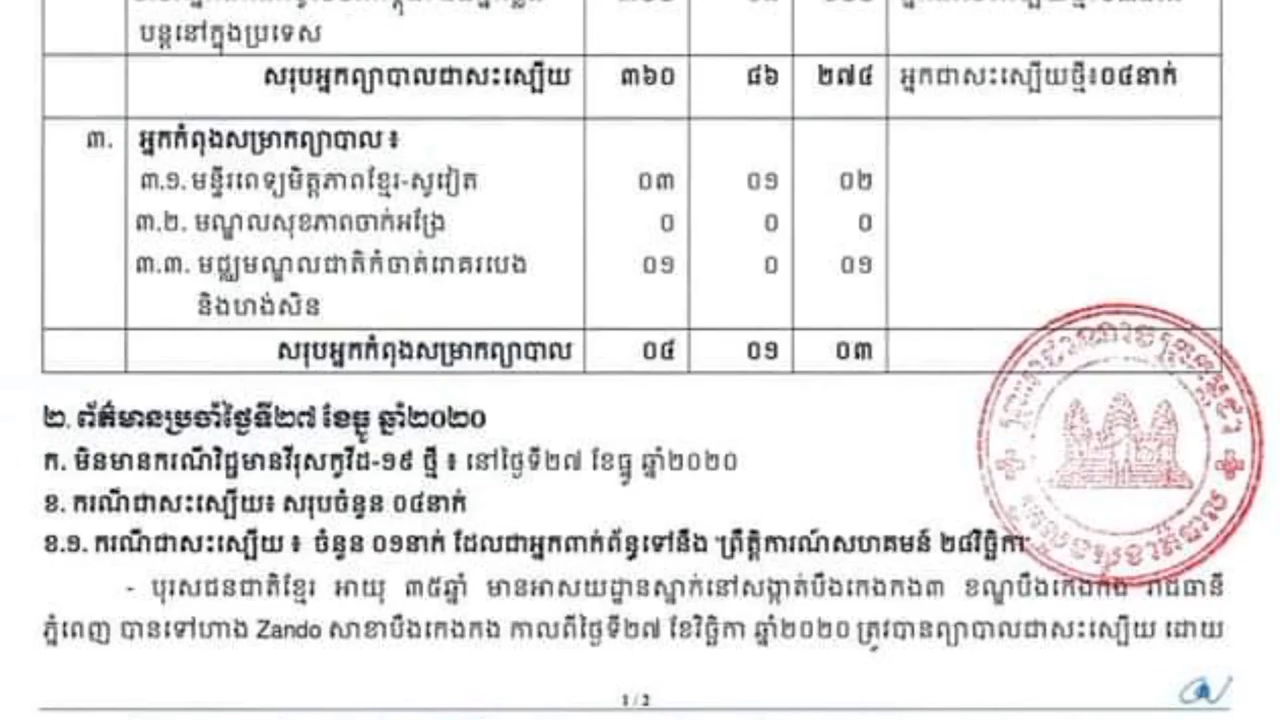 បន្តនៅក្នុងប្រទេស
សរុបអ្នកព្យាបាលជាសះស្បើយ ៣៦០ ៨៦ ២៧៤ អ្នកជាសះស្បើយថ្មី៖០៤នាក់
៣. អ្នកកំពុងសម្រាកព្យាបាល ៖
៣.១. មន្ទីរពេទ្យមិត្តភាពខ្មែរ-សូវៀត ០៣ ០១ ០២
៣.២. មណ្ឌលសុខភាពចាក់អង្រែ ០ ០ ០
៣.៣. មជ្ឈមណ្ឌលជាតិកំចាត់រោគរបេង ០១ ០ ០១
និងហង់សិន
សរុបអ្នកកំពុងសម្រាកព្យាបាល ០៤ ០១ ០៣
២. ព័ត៌មានប្រចាំថ្ងៃទី២៧ ខែធ្នូ ឆ្នាំ២០២០
ក. មិនមានករណីវិជ្ជមានវីរុសកូវីដ-១៩ ថ្មី ៖ នៅថ្ងៃទី២៧ ខែធ្នូ ឆ្នាំ២០២០
ខ. ករណីជាសះស្បើយ៖ សរុបចំនួន ០៤នាក់
ខ.១. ករណីជាសះស្បើយ ៖ ចំនួន ០១នាក់ ដែលជាអ្នកពាក់ព័ន្ធទៅនឹង "ព្រឹត្តិការណ៍សហគមន៍ ២៨វិច្ឆិកា"
- បុរសជនជាតិខ្មែរ អាយុ ៣៥ឆ្នាំ មានអាសយដ្ឋានស្នាក់នៅសង្កាត់បឹងកេងកង៣ ខណ្ឌបឹងកេងកង រាជធានី
ភ្នំពេញ បានទៅហាង Zando សាខាបឹងកេងកង កាលពីថ្ងៃទី២៧ ខែវិច្ឆិកា ឆ្នាំ២០២០ ត្រូវបានព្យាបាលជាសះស្បើយ ដោយ
1 / 2